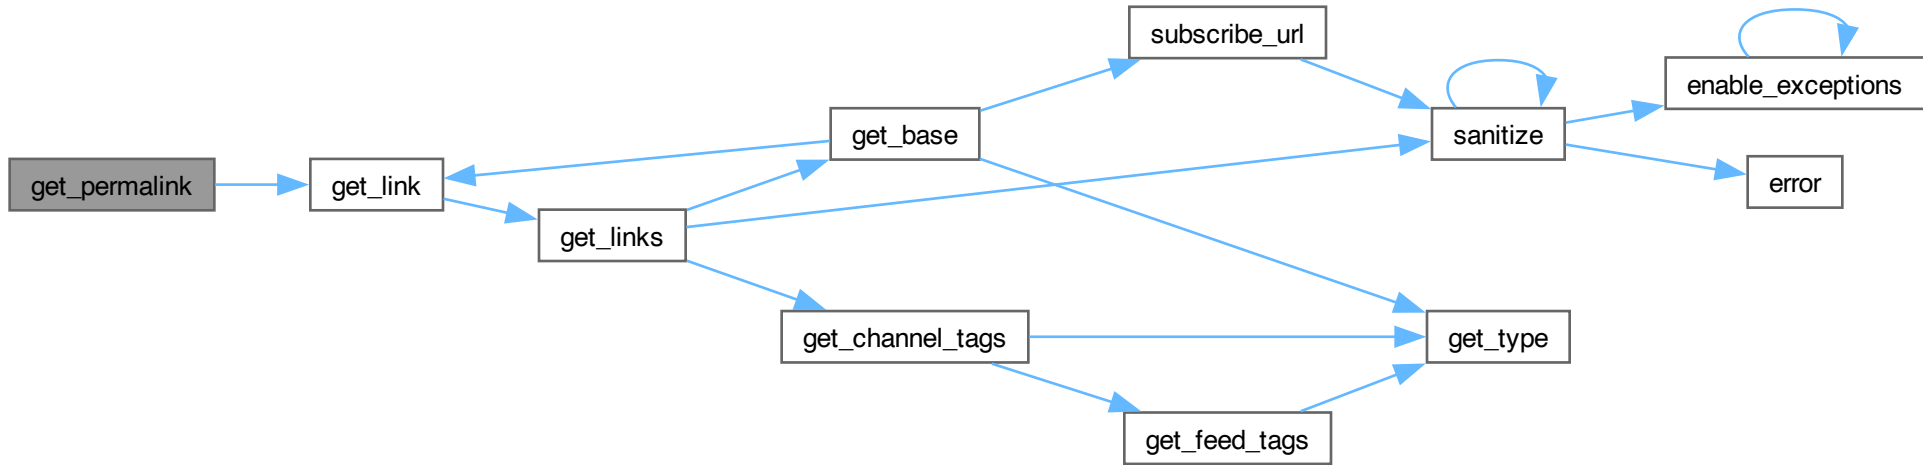 get_permalink
get_link
get_links
get_base
get_channel_tags
subscribe_url
get_feed_tags
sanitize
get_type
enable_exceptions
error